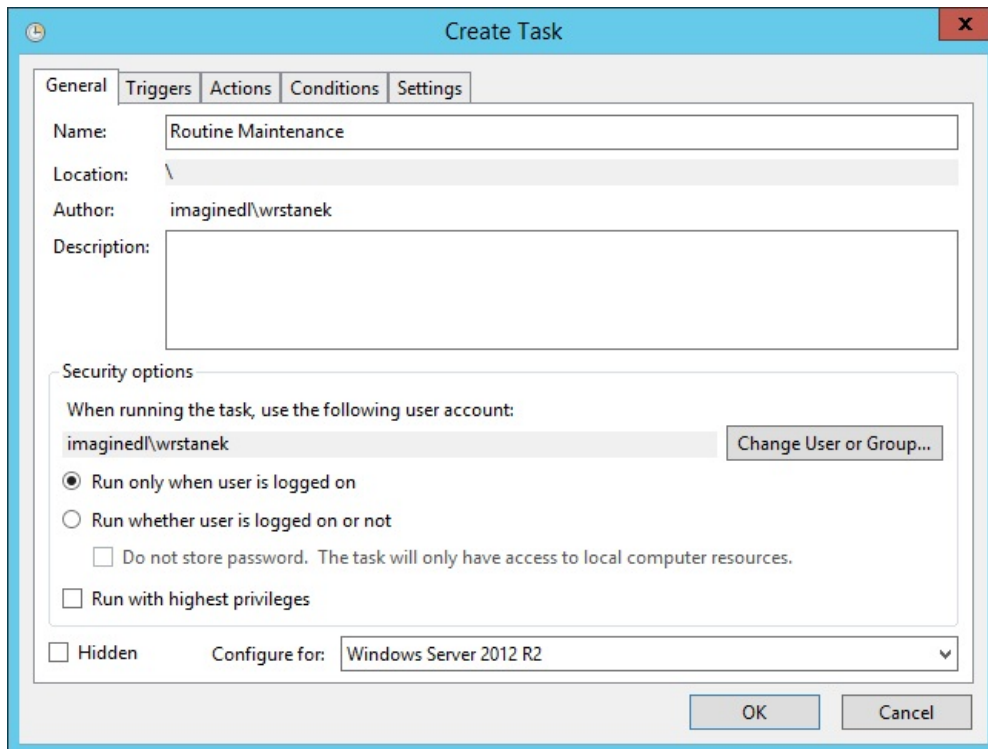 Create Task
x
General Triggers Actions Conditions Settings
Name: Routine Maintenance
Location: \
Author: imaginedl\wrstanek
Description:
Security options
When running the task, use the following user account:
imaginedl\wrstanek Change User or Group...
Run only when user is logged on
Run whether user is logged on or not
Do not store password. The task will only have access to local computer resources.
Run with highest privileges
Hidden Configure for: Windows Server 2012 R2
OK Cancel